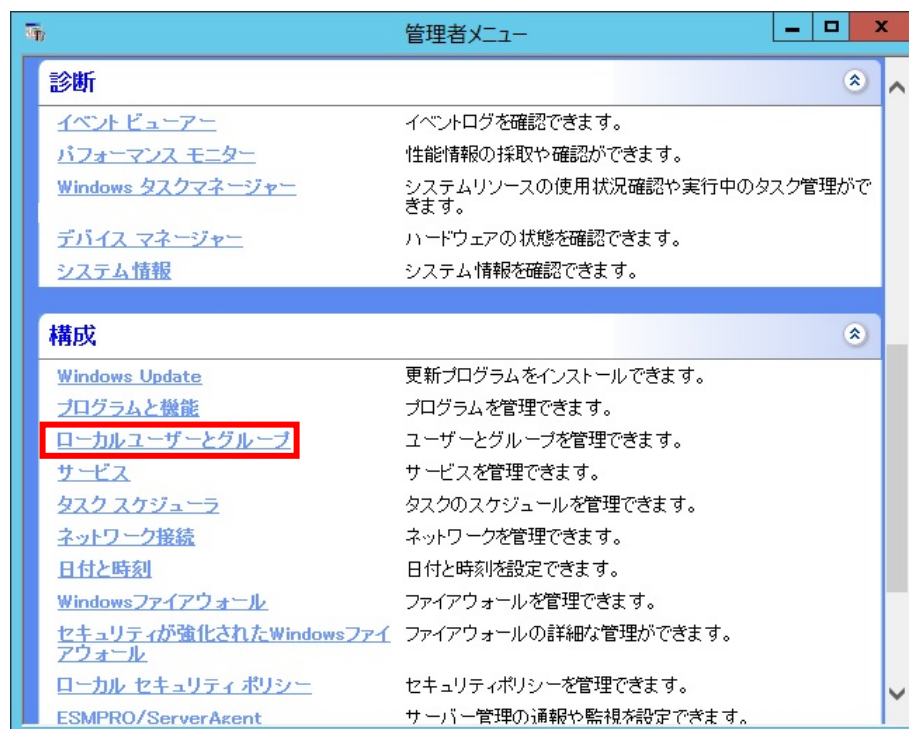 管理者メニュー
診断
イベント ビューアー
イベントログを確認できます。
パフォーマンス モニター
性能情報の採取や確認ができます。
Windows タスクマネージャー
システムリソースの使用状況確認や実行中のタスク管理がで
きます。
デバイス マネージャー
ハードウェアの状態を確認できます。
システム情報
システム情報を確認できます。
構成
Windows Update
更新プログラムをインストールできます。
プログラムと機能
プログラムを管理できます。
ローカルユーザーとグループ
ユーザーとグループを管理できます。
サービス
サービスを管理できます。
タスク スケジューラ
タスクのスケジュールを管理できます。
ネットワーク接続
ネットワークを管理できます。
日付と時刻
日付と時刻を設定できます。
Windowsファイアウォール
ファイアウォールを管理できます。
セキュリティが強化されたWindowsファイ
アウォール
ファイアウォールの詳細な管理ができます。
ローカル セキュリティ ポリシー
セキュリティポリシーを管理できます。
ESMPRO/ServerAgent
サーバー管理の通報や監視を設定できます。